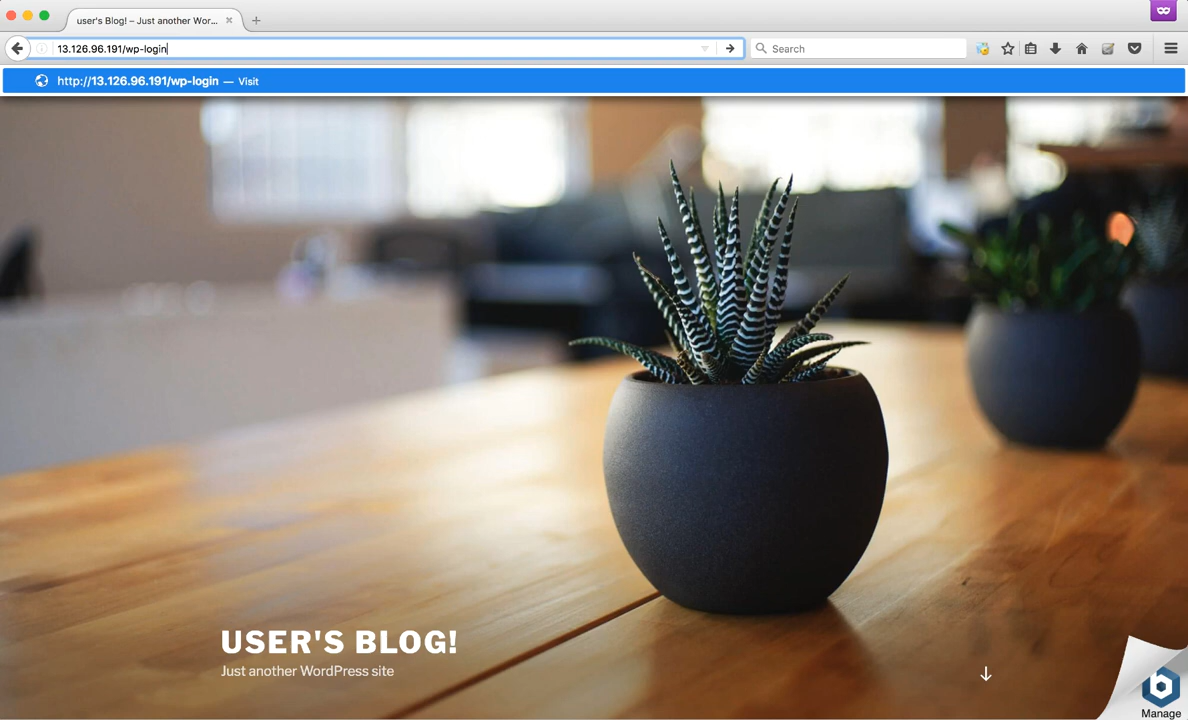 user's Blog! – Just another Wor...
13.126.96.191/wp-login
Search
http://13.126.96.191/wp-login — Visit
USER'S BLOG!
Just another WordPress site
b
Manage